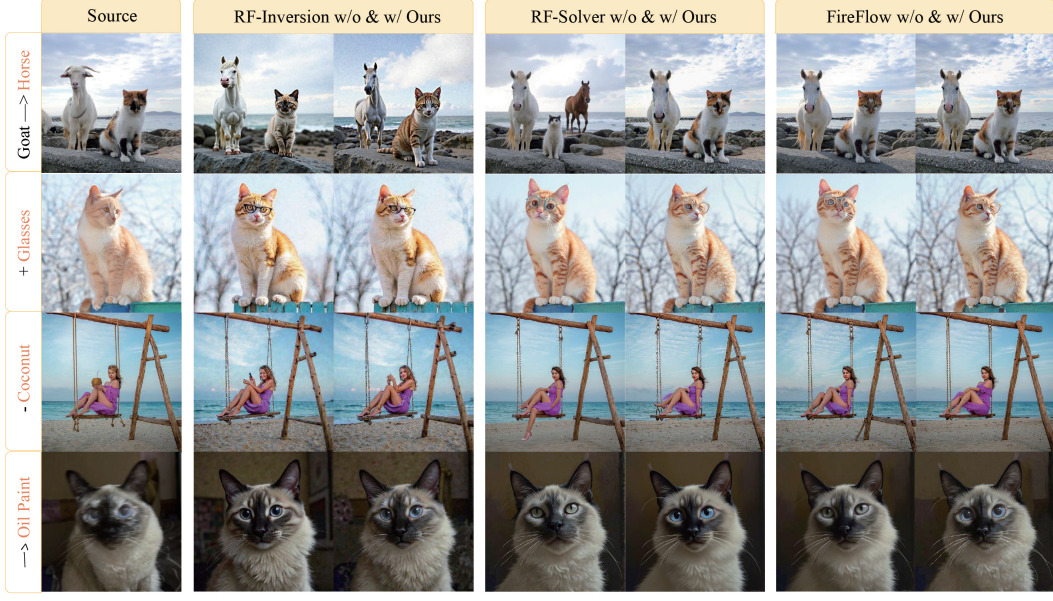 Source
RF-Inversion w/o & w/ Ours
RF-Solver w/o & w/ Ours
FireFlow w/o & w/ Ours
Goat —> Horse
+ Glasses
- Coconut
—> Oil Paint